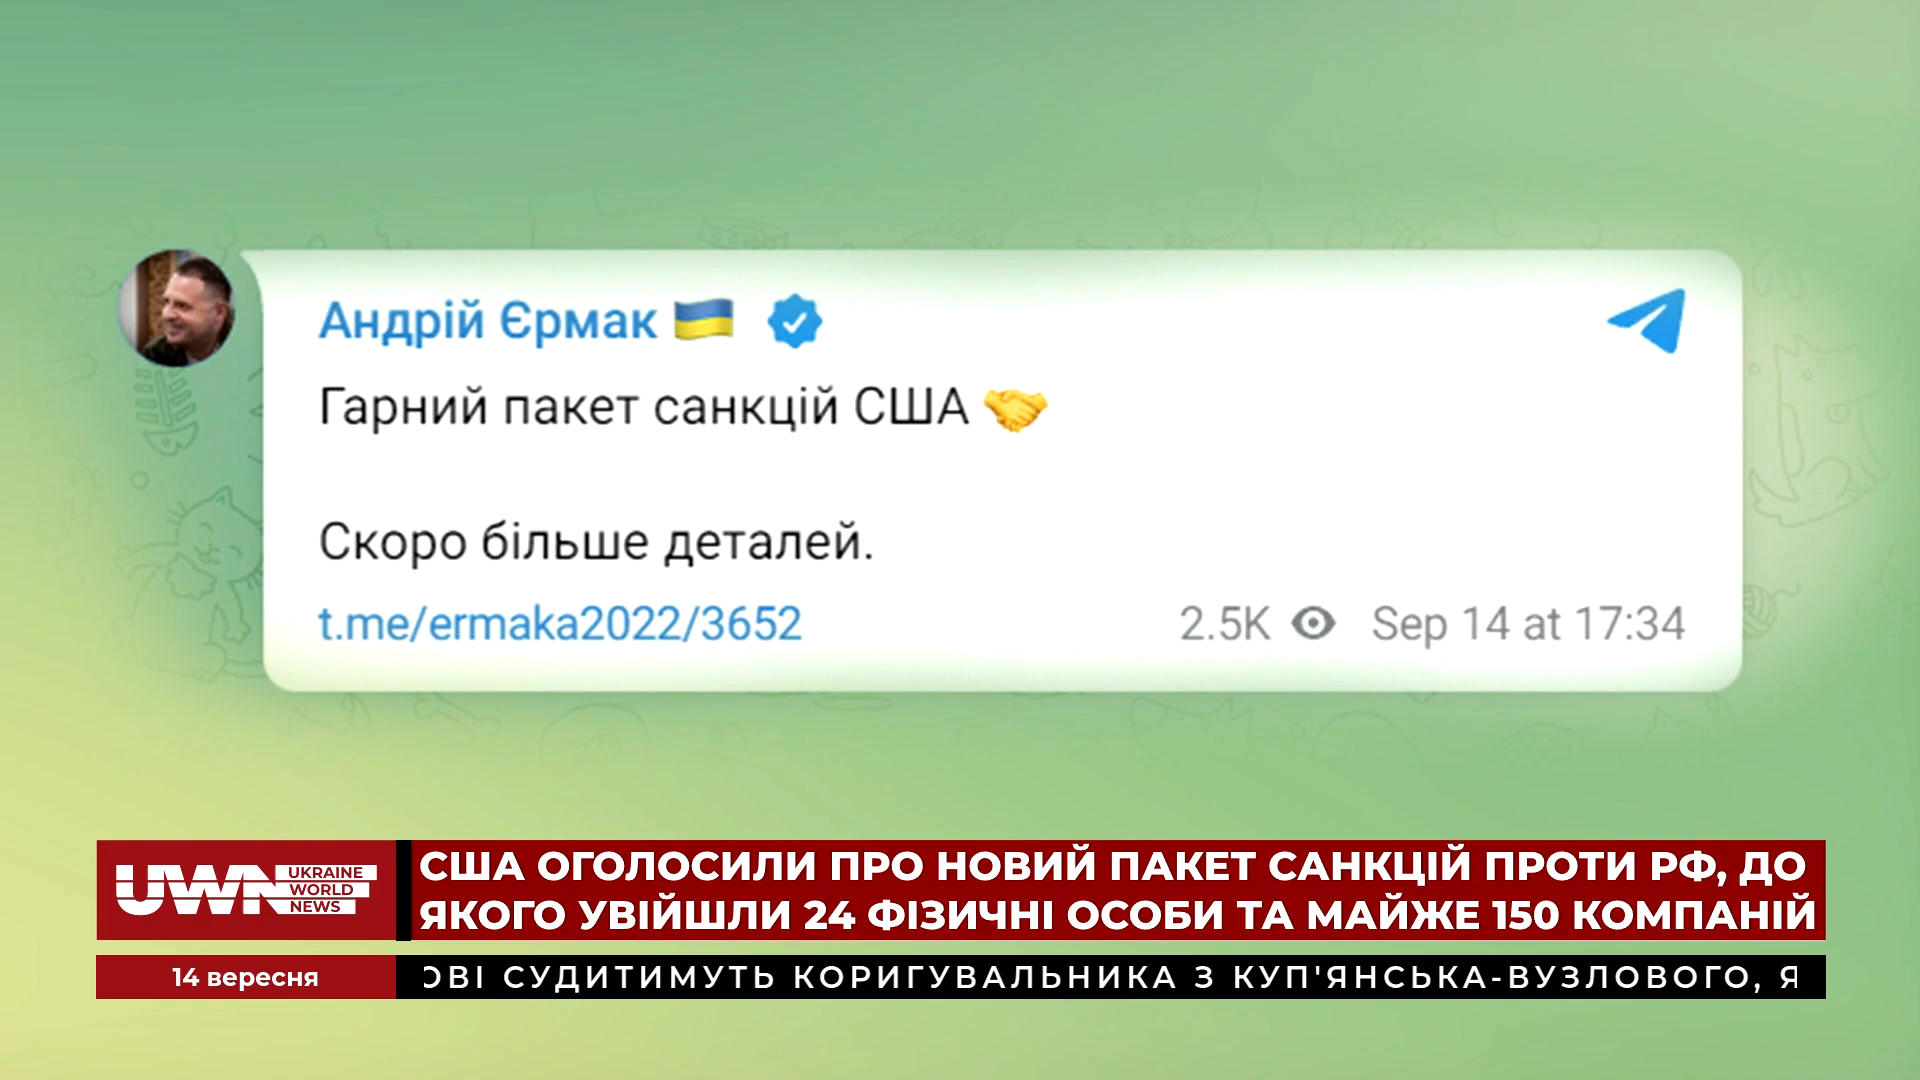 Андрій Єрмак
Гарний пакет санкцій США
Скоро більше деталей.
t.me/ermaka2022/3652
2.5K Sep 14 at 17:34
UWN UKRAINE WORLD NEWS
США ОГОЛОСИЛИ ПРО НОВИЙ ПАКЕТ САНКЦІЙ ПРОТИ РФ, ДО
ЯКОГО УВІЙШЛИ 24 ФІЗИЧНІ ОСОБИ ТА МАЙЖЕ 150 КОМПАНІЙ
14 вересня
ОВІ СУДИТИМУТЬ КОРИГУВАЛЬНИКА З КУП'ЯНСЬКА-ВУЗЛОВОГО, Я